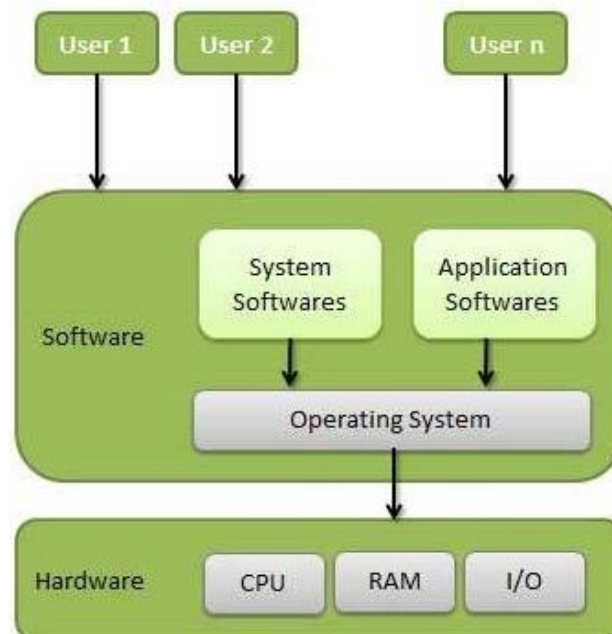 User 1
User 2
User n
System
Softwares
Application
Softwares
Software
Operating System
Hardware
CPU
RAM
I/O